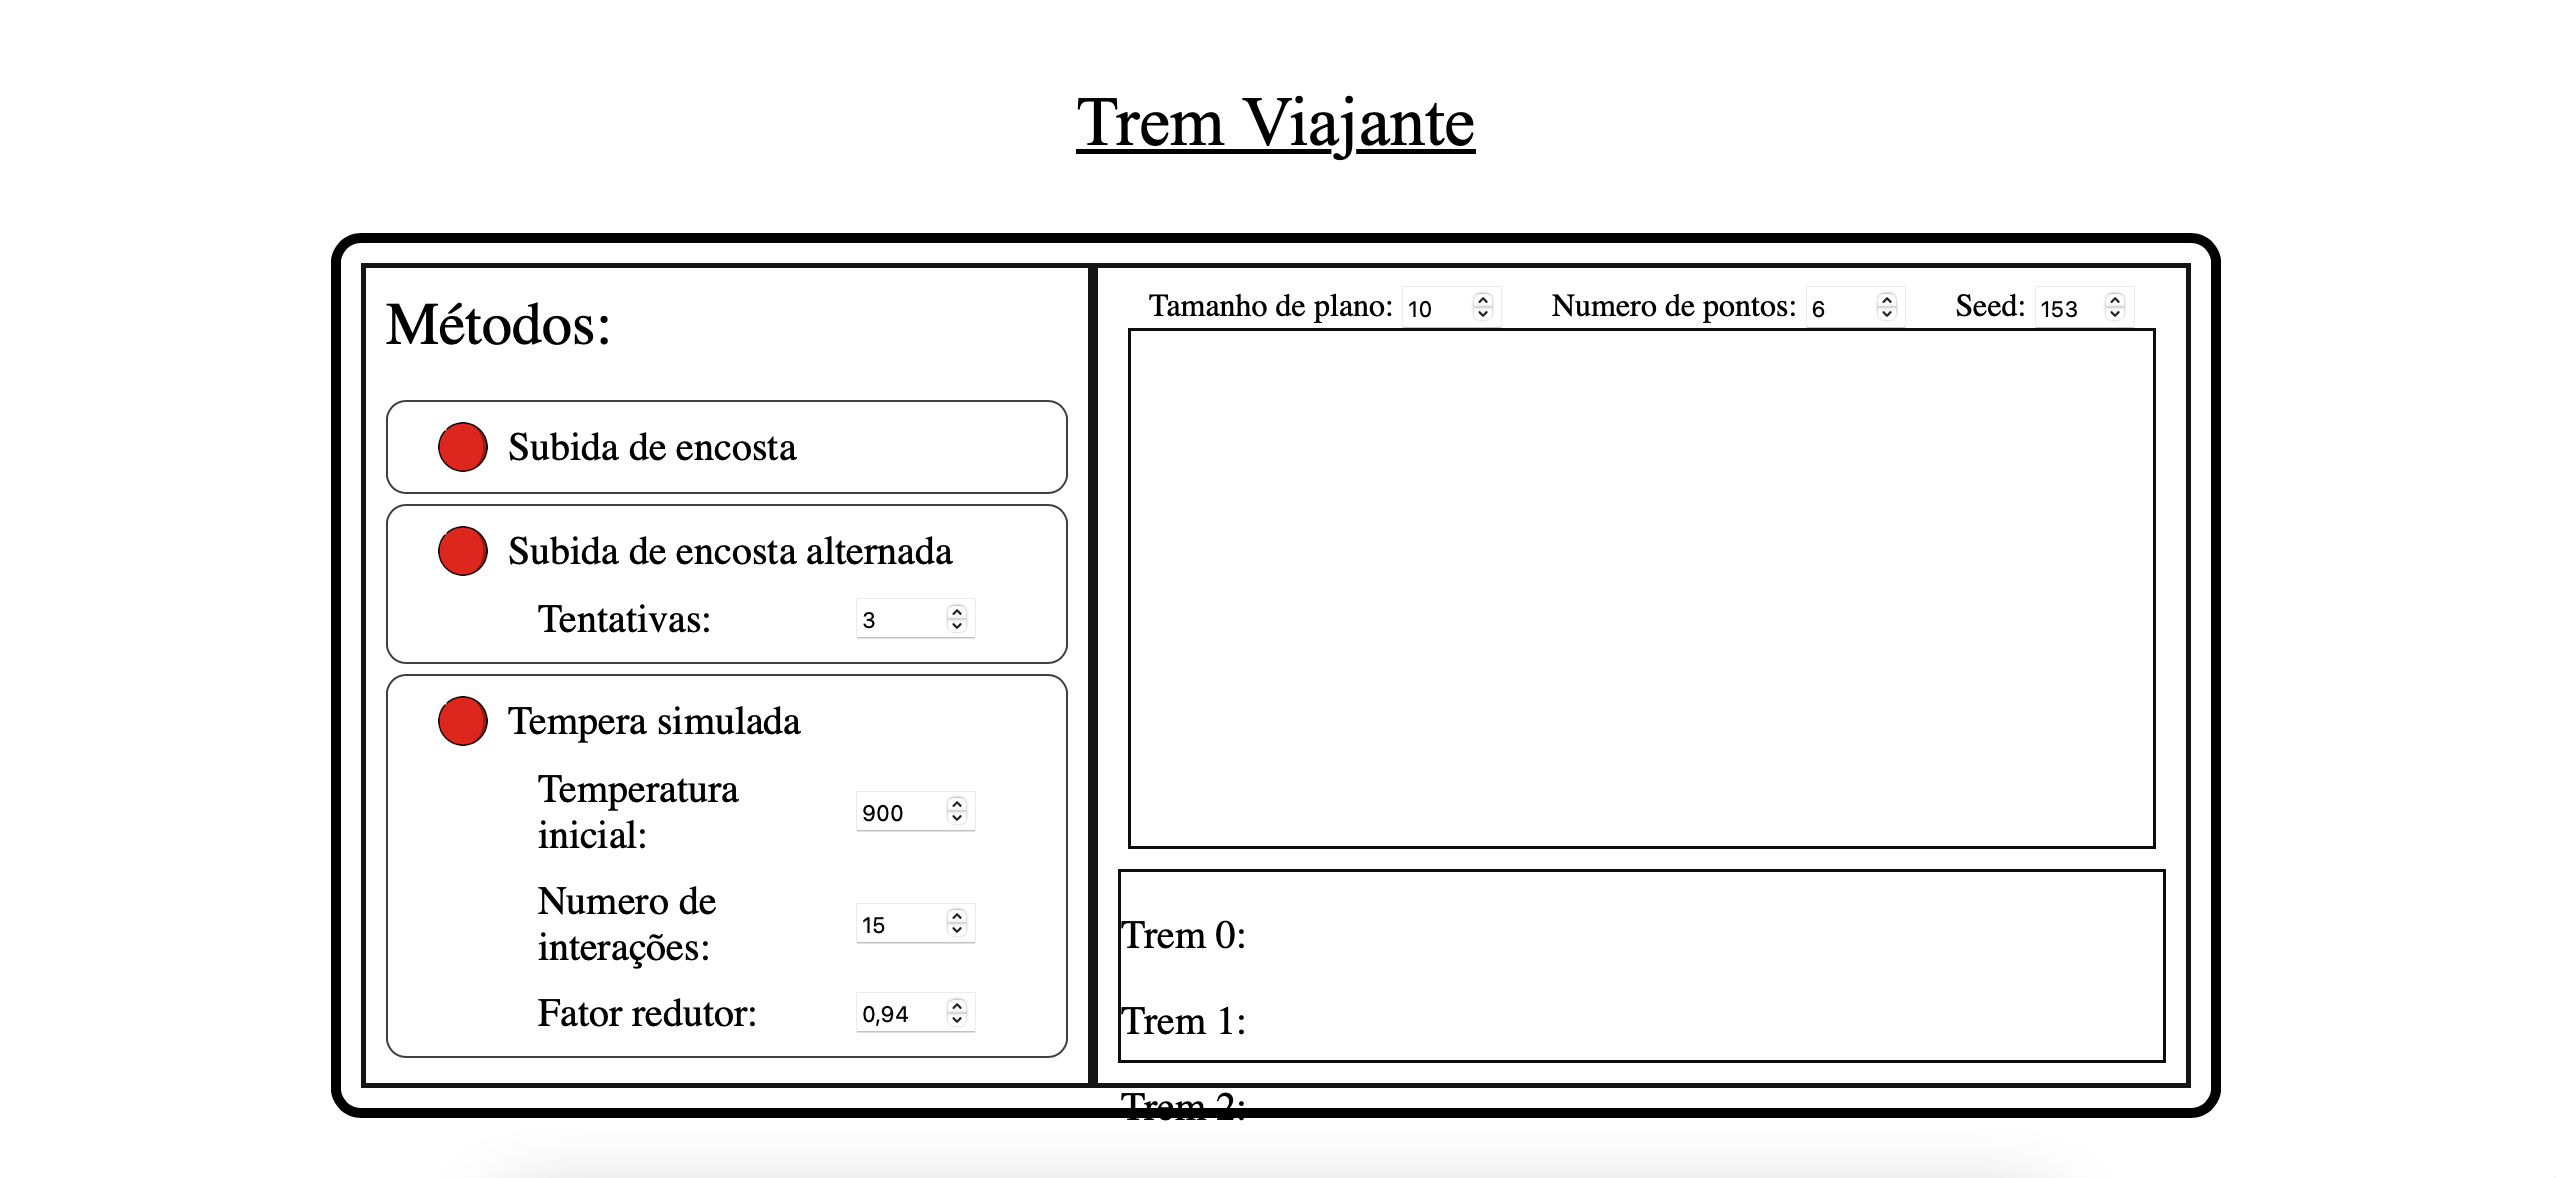 Trem Viajante
Métodos:
Subida de encosta
Subida de encosta alternada
Tentativas: 3
Tempera simulada
Temperatura
inicial: 900
Numero de
interações: 15
Fator redutor: 0,94
Tamanho de plano: 10 Numero de pontos: 6 Seed: 153
Trem 0:
Trem 1:
Trem 2: